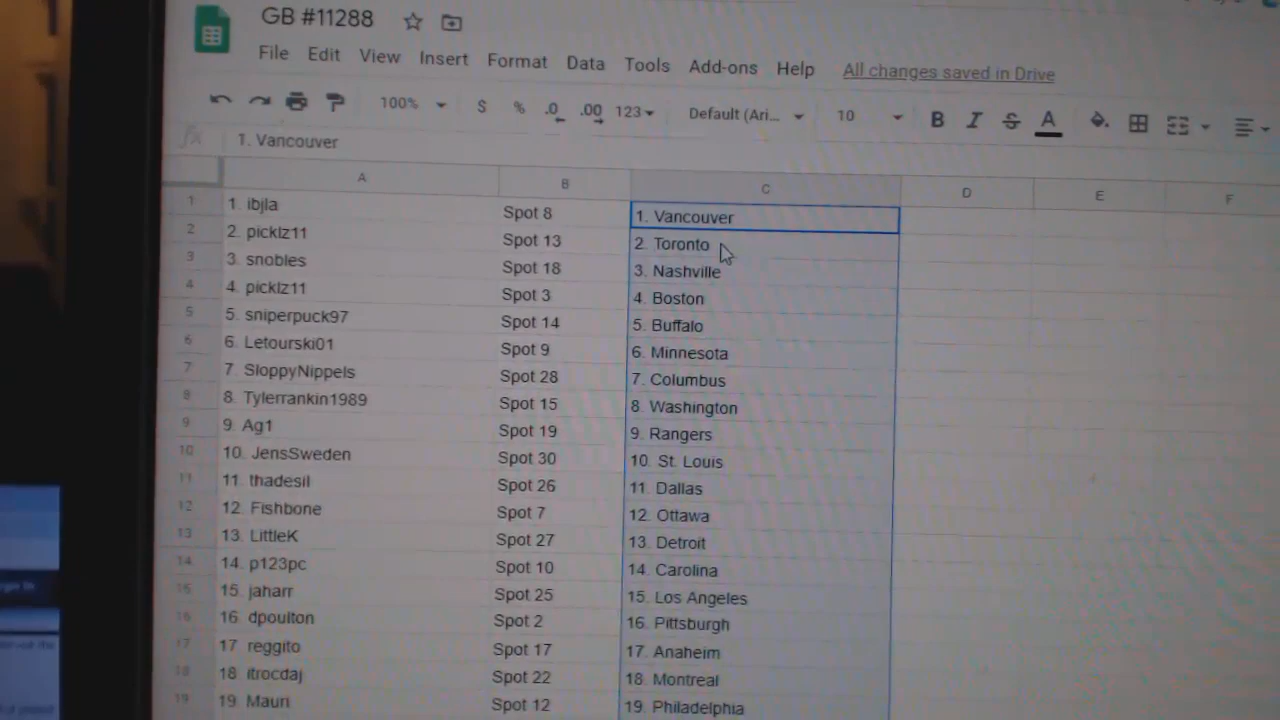 GB #11288
File Edit View Insert Format Data Tools Add-ons Help All changes saved in Drive
100% $ % .0 .00 123 Default (Ari... 10 B I S A
fx 1. Vancouver
A B C D E F
1 1. ibjla Spot 8 1. Vancouver
2 2. picklz11 Spot 13 2. Toronto
3 3. snobles Spot 18 3. Nashville
4 4. picklz11 Spot 3 4. Boston
5 5. sniperpuck97 Spot 14 5. Buffalo
6 6. Letourski01 Spot 9 6. Minnesota
7 7. SloppyNippels Spot 28 7. Columbus
8 8. Tylerrankin1989 Spot 15 8. Washington
9 9. Ag1 Spot 19 9. Rangers
10 10. JensSweden Spot 30 10. St. Louis
11 11. thadesil Spot 26 11. Dallas
12 12. Fishbone Spot 7 12. Ottawa
13 13. LittleK Spot 27 13. Detroit
14 14. p123pc Spot 10 14. Carolina
15 15. jaharr Spot 25 15. Los Angeles
16 16. dpoulton Spot 2 16. Pittsburgh
17 17. reggito Spot 17 17. Anaheim
18 18. itrocdaj Spot 22 18. Montreal
19 19. Mauri Spot 12 19. Philadelphia